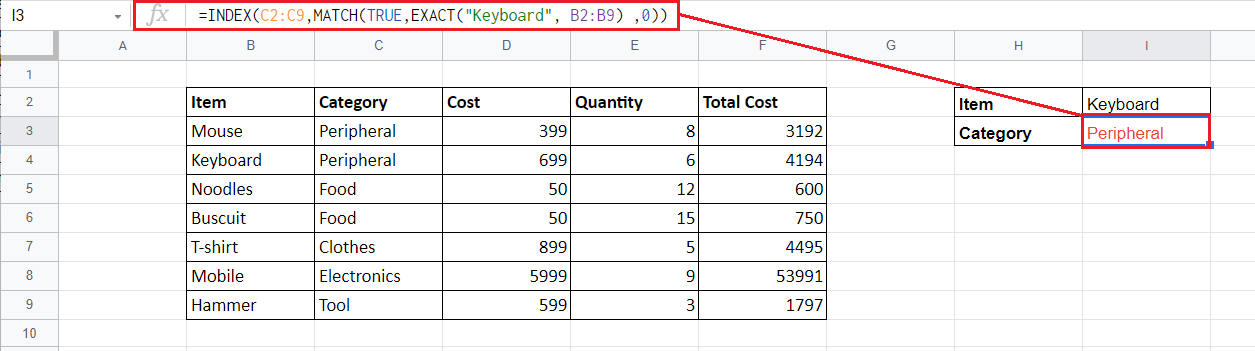 I3 fx =INDEX(C2:C9,MATCH(TRUE,EXACT("Keyboard", B2:B9) ,0))
A B C D E F G H I
1
2 Item Category Cost Quantity Total Cost Item Keyboard
3 Mouse Peripheral 399 8 3192 Category Peripheral
4 Keyboard Peripheral 699 6 4194
5 Noodles Food 50 12 600
6 Buscuit Food 50 15 750
7 T-shirt Clothes 899 5 4495
8 Mobile Electronics 5999 9 53991
9 Hammer Tool 599 3 1797
10